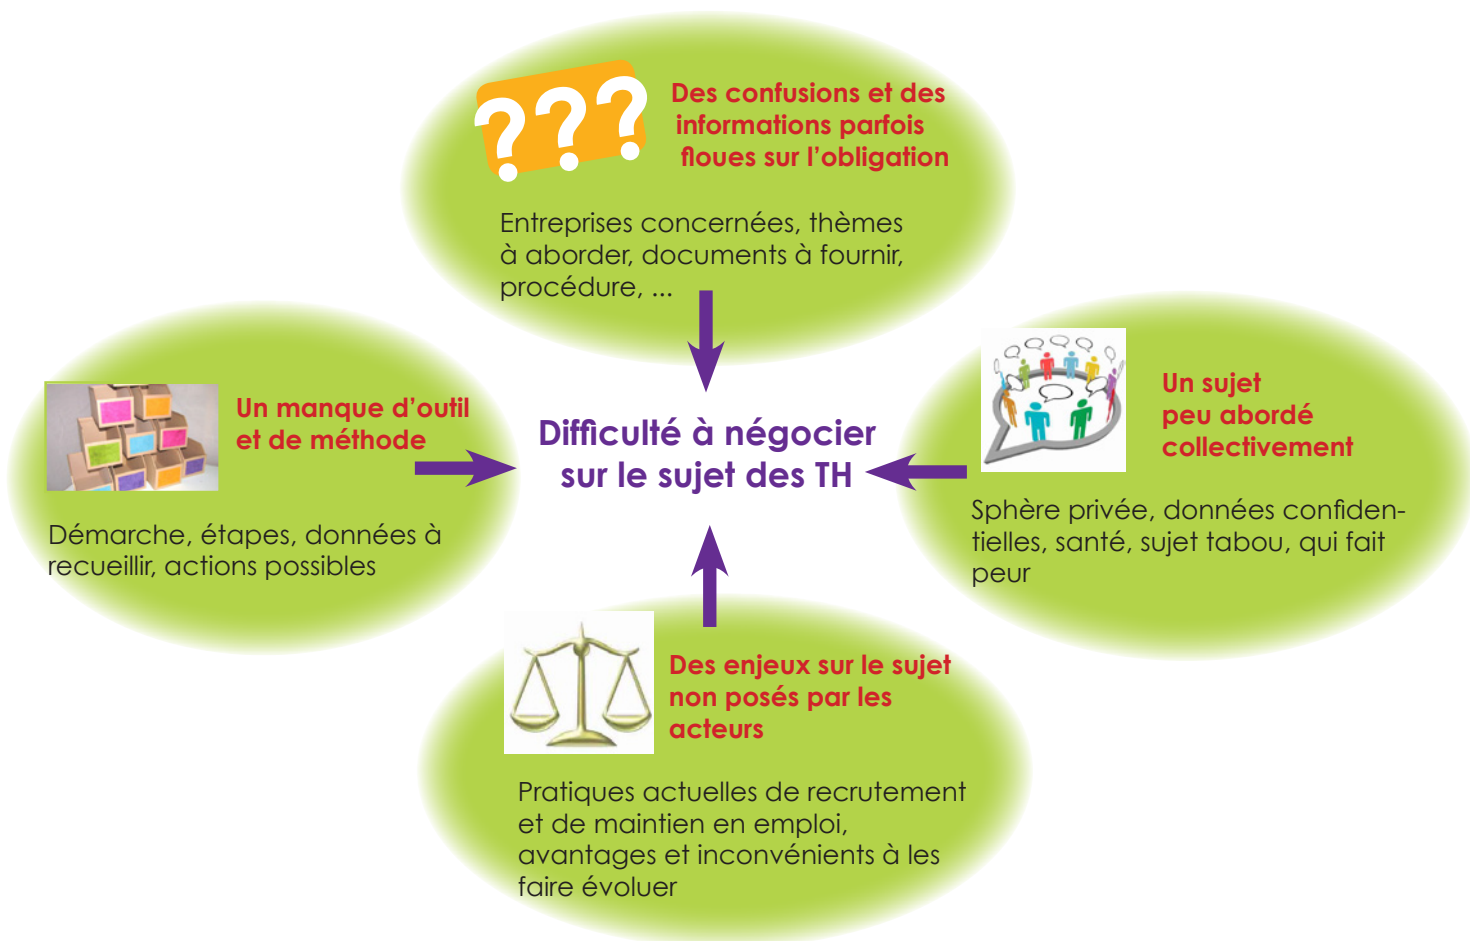 ???
Des confusions et des
informations parfois
floues sur l’obligation
Entreprises concernées, thèmes
à aborder, documents à fournir,
procédure, ...
Un manque d’outil
et de méthode
Démarche, étapes, données à
recueillir, actions possibles
Difficulté à négocier
sur le sujet des TH
Un sujet
peu abordé
collectivement
Sphère privée, données confiden-
tielles, santé, sujet tabou, qui fait
peur
Des enjeux sur le sujet
non posés par les
acteurs
Pratiques actuelles de recrutement
et de maintien en emploi,
avantages et inconvénients à les
faire évoluer